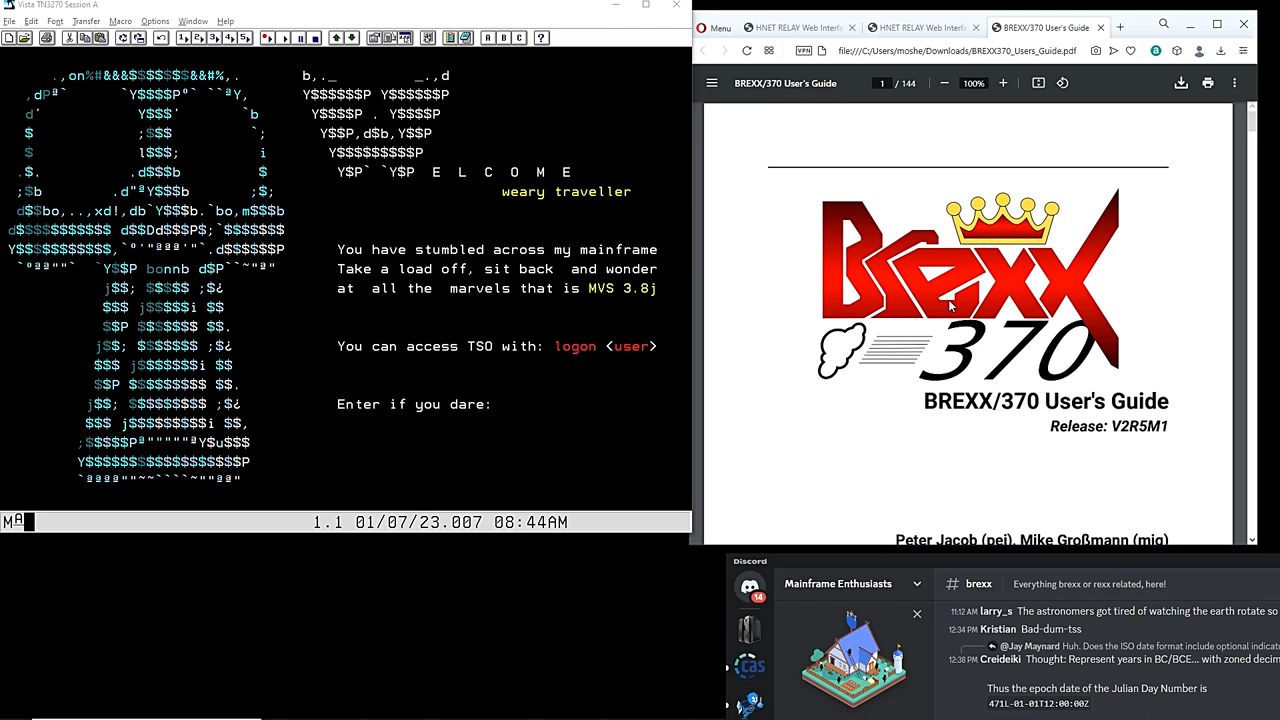 Vista TN3270 Session A
File Edit Font Transfer Macro Options Window Help
A B C ?
W E L C O M E
weary traveller
You have stumbled across my mainframe
Take a load off, sit back and wonder
at all the marvels that is MVS 3.8j
You can access TSO with: logon <user>
Enter if you dare:
1.1 01/07/23.007 08:44AM
Menu HNET RELAY Web Interfa HNET RELAY Web Interfa BREXX/370 User's Guide
VPN file:///C:/Users/moshe/Downloads/BREXX370_Users_Guide.pdf
BREXX/370 User's Guide 1 / 144 100%
Brexx
370
BREXX/370 User's Guide
Release: V2R5M1
Peter Jacob (pej), Mike Großmann (mig)
Discord
14
Mainframe Enthusiasts # brexx Everything brexx or rexx related, here!
11:12 AM larry_s The astronomers got tired of watching the earth rotate so
12:34 PM Kristian Bad-dum-tss
@Jay Maynard Huh. Does the ISO date format include optional indicat
12:38 PM Creideiki Thought: Represent years in BC/BCE... with zoned decim
Thus the epoch date of the Julian Day Number is
471L-01-01T12:00:00Z
cas